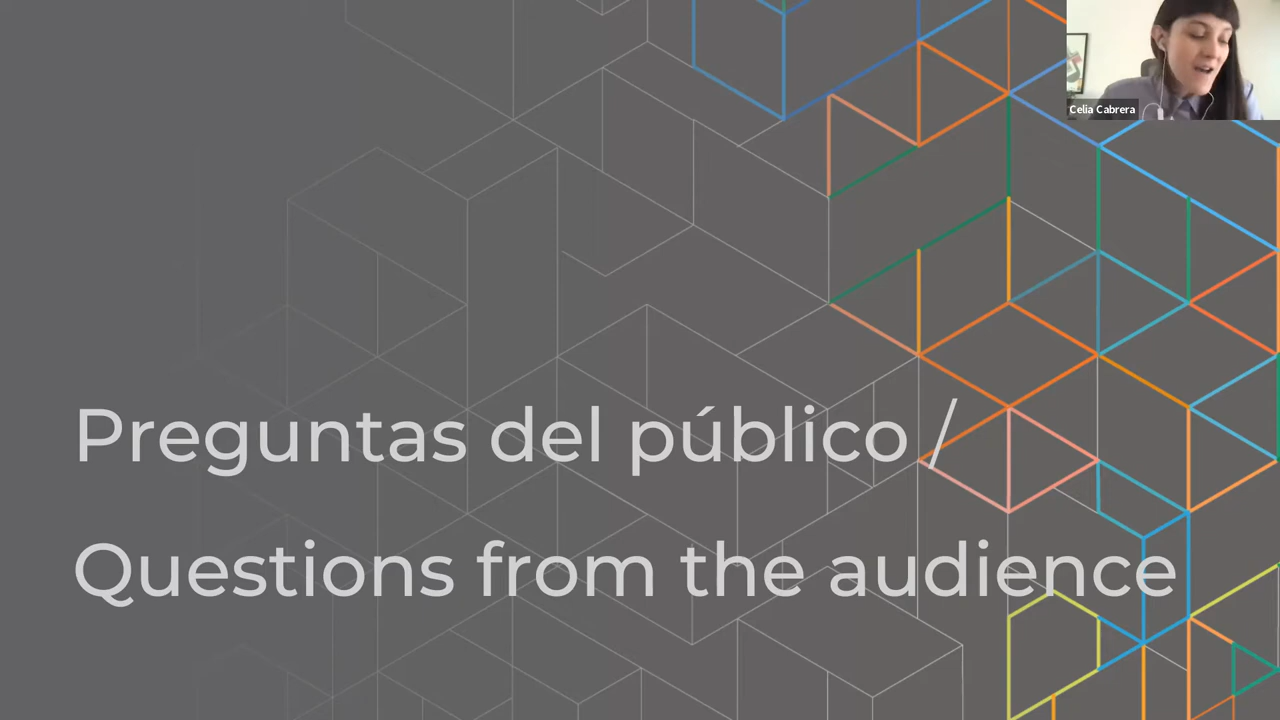 Celia Cabrera
Preguntas del público /
Questions from the audience